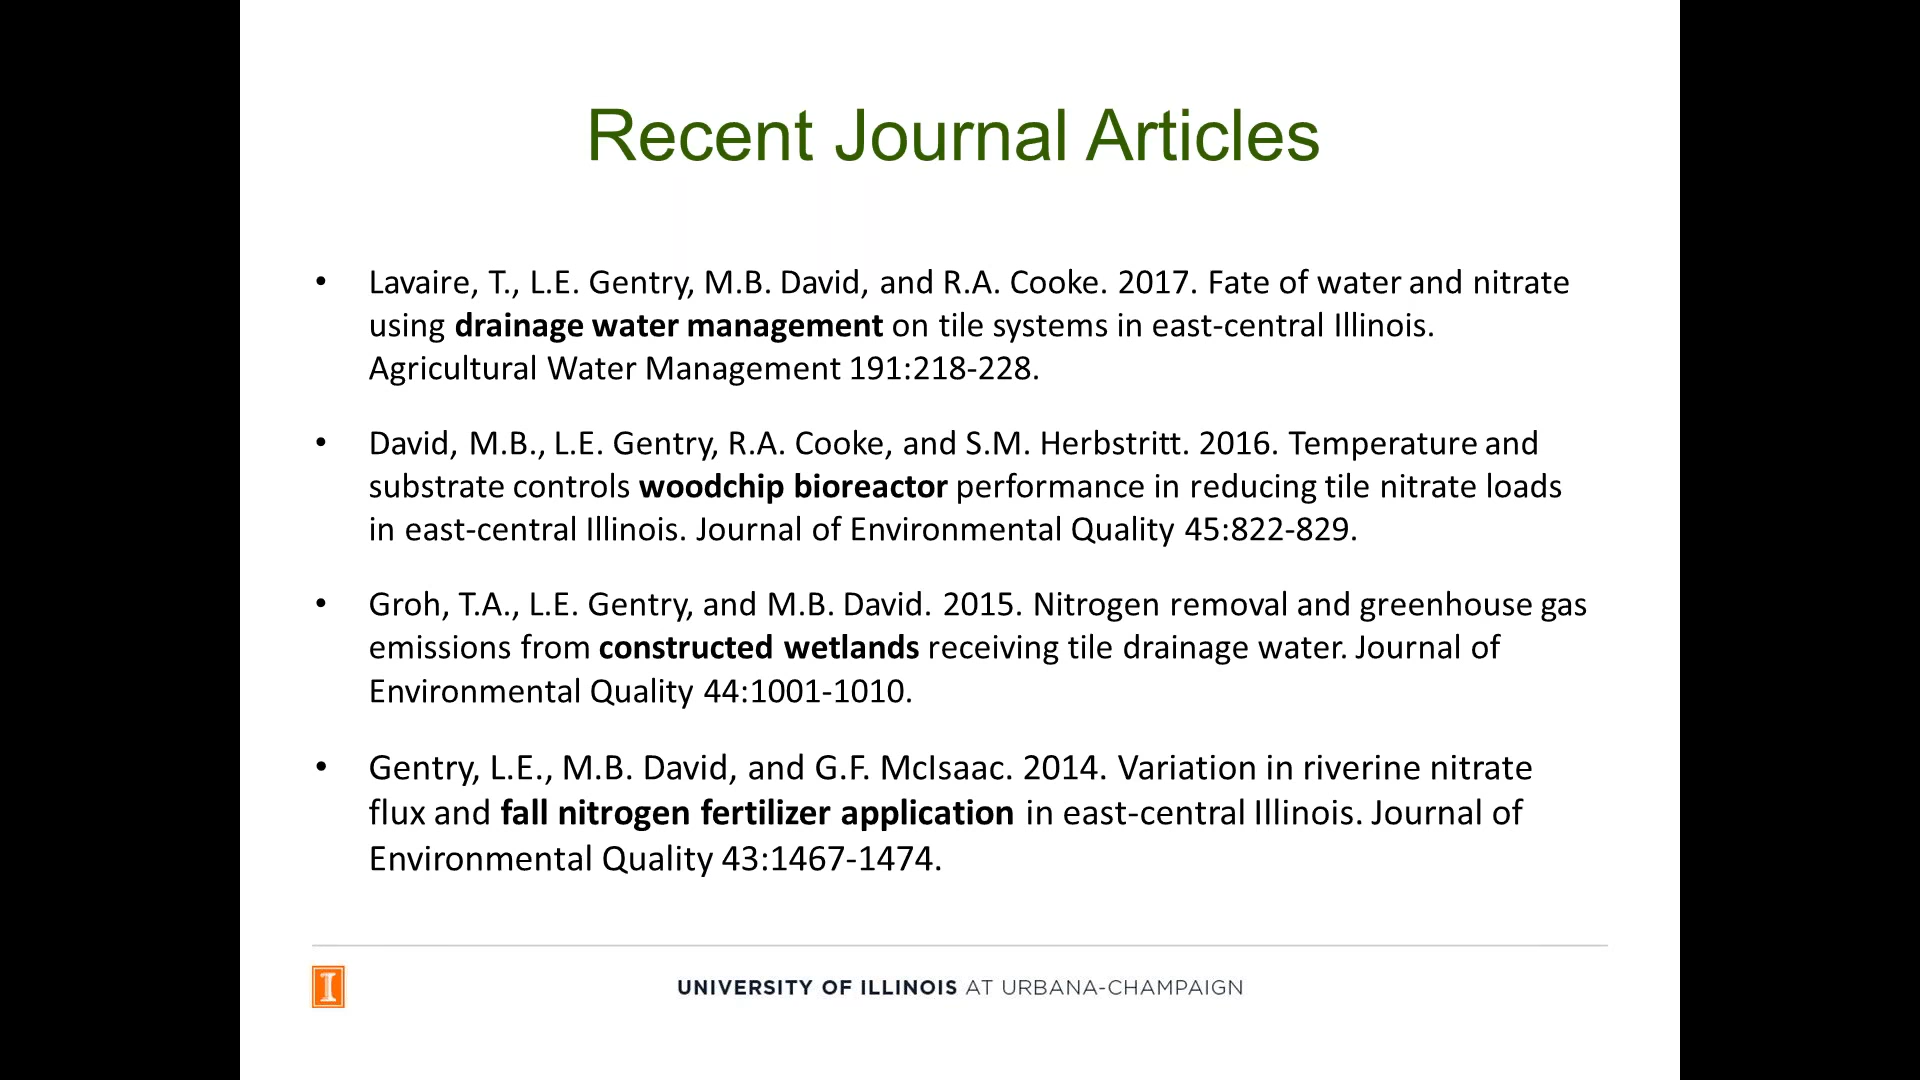 Recent Journal Articles
• Lavaire, T., L.E. Gentry, M.B. David, and R.A. Cooke. 2017. Fate of water and nitrate
using drainage water management on tile systems in east-central Illinois.
Agricultural Water Management 191:218-228.
• David, M.B., L.E. Gentry, R.A. Cooke, and S.M. Herbstritt. 2016. Temperature and
substrate controls woodchip bioreactor performance in reducing tile nitrate loads
in east-central Illinois. Journal of Environmental Quality 45:822-829.
• Groh, T.A., L.E. Gentry, and M.B. David. 2015. Nitrogen removal and greenhouse gas
emissions from constructed wetlands receiving tile drainage water. Journal of
Environmental Quality 44:1001-1010.
• Gentry, L.E., M.B. David, and G.F. McIsaac. 2014. Variation in riverine nitrate
flux and fall nitrogen fertilizer application in east-central Illinois. Journal of
Environmental Quality 43:1467-1474.
I
UNIVERSITY OF ILLINOIS AT URBANA-CHAMPAIGN